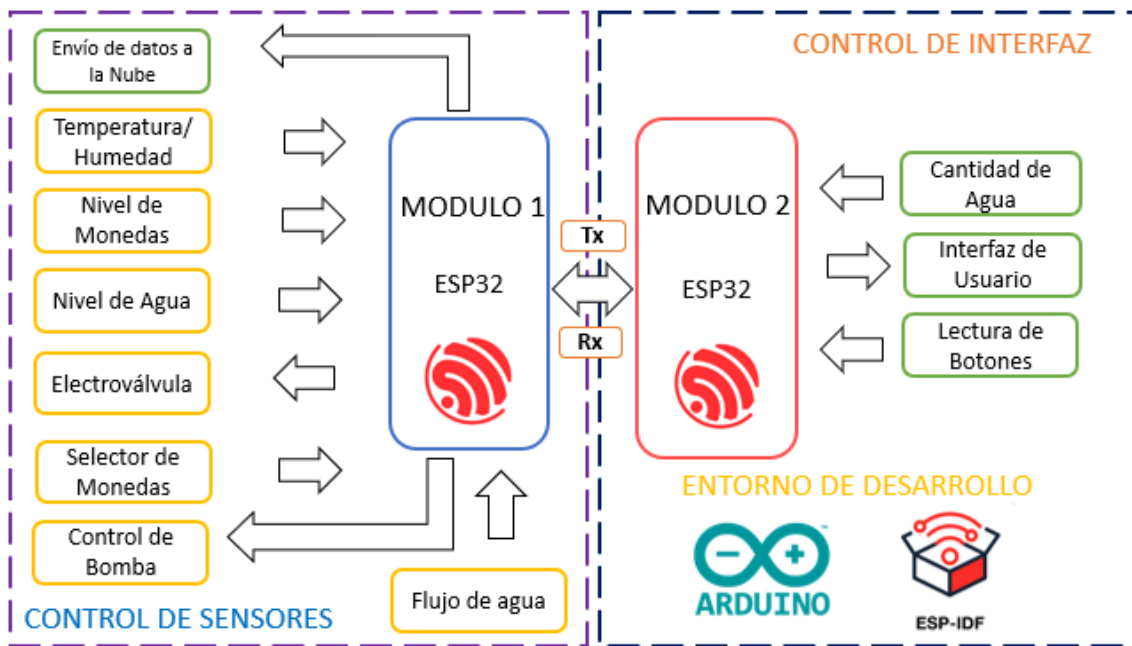 Envío de datos a
la Nube
Temperatura/
Humedad
Nivel de
Monedas
Nivel de Agua
Electroválvula
Selector de
Monedas
Control de
Bomba
CONTROL DE SENSORES
MODULO 1
ESP32
Flujo de agua
Tx
Rx
CONTROL DE INTERFAZ
MODULO 2
ESP32
Cantidad de
Agua
Interfaz de
Usuario
Lectura de
Botones
ENTORNO DE DESARROLLO
ARDUINO
ESP-IDF